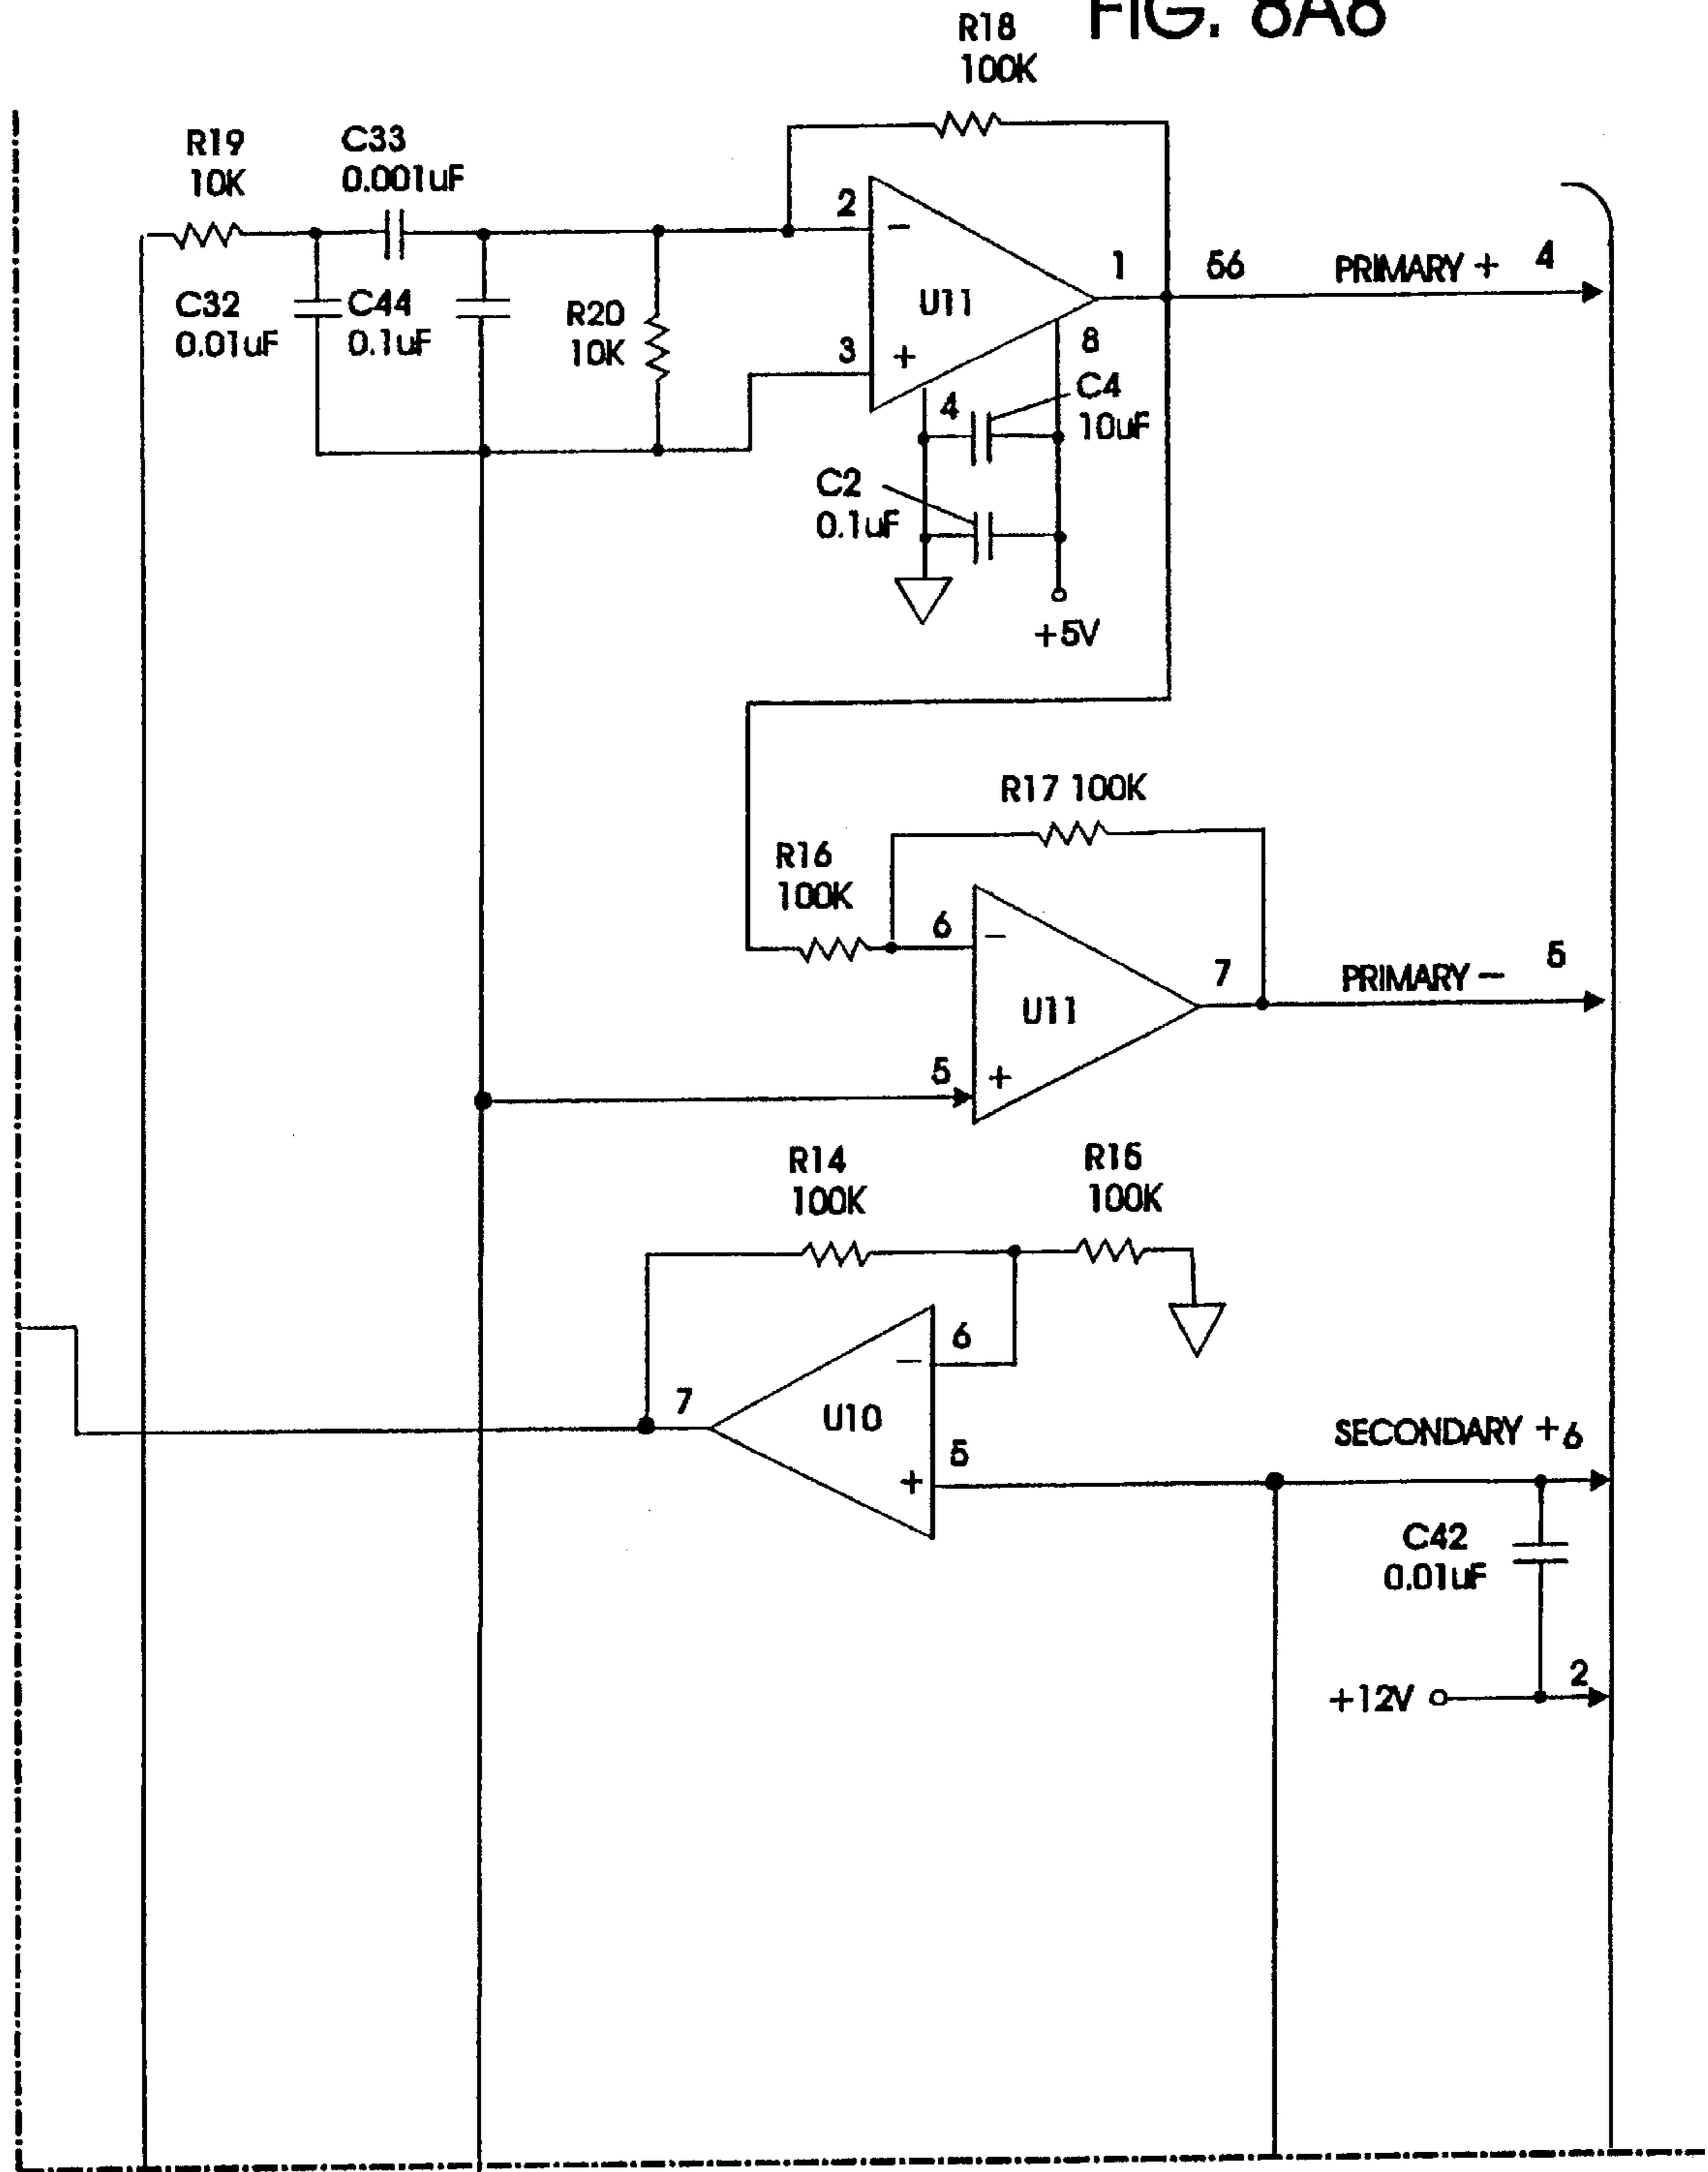 FIG. 8A8
R18
100K
R19
10K
C33
0.001uF
2
−
1
56
PRIMARY + 4
C32
0.01uF
C44
0.1uF
R20
10K
U11
3
+
8
4
C4
10uF
C2
0.1uF
+5V
R17 100K
R16
100K
6
−
7
PRIMARY − 5
U11
5
+
R14
100K
R15
100K
6
−
7
U10
5
+
SECONDARY +6
C42
0.01uF
+12V
2